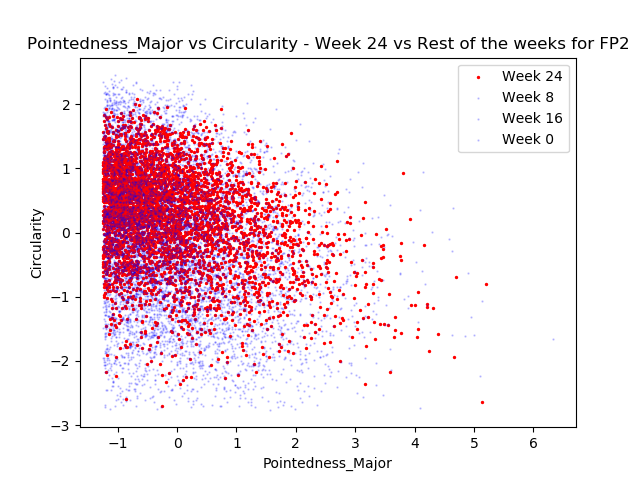 Pointedness_Major vs Circularity - Week 24 vs Rest of the weeks for FP2
Week 24
Week 8
Week 16
Week 0
2
1
0
−1
−2
−3
Circularity
−1
0
1
2
3
4
5
6
Pointedness_Major